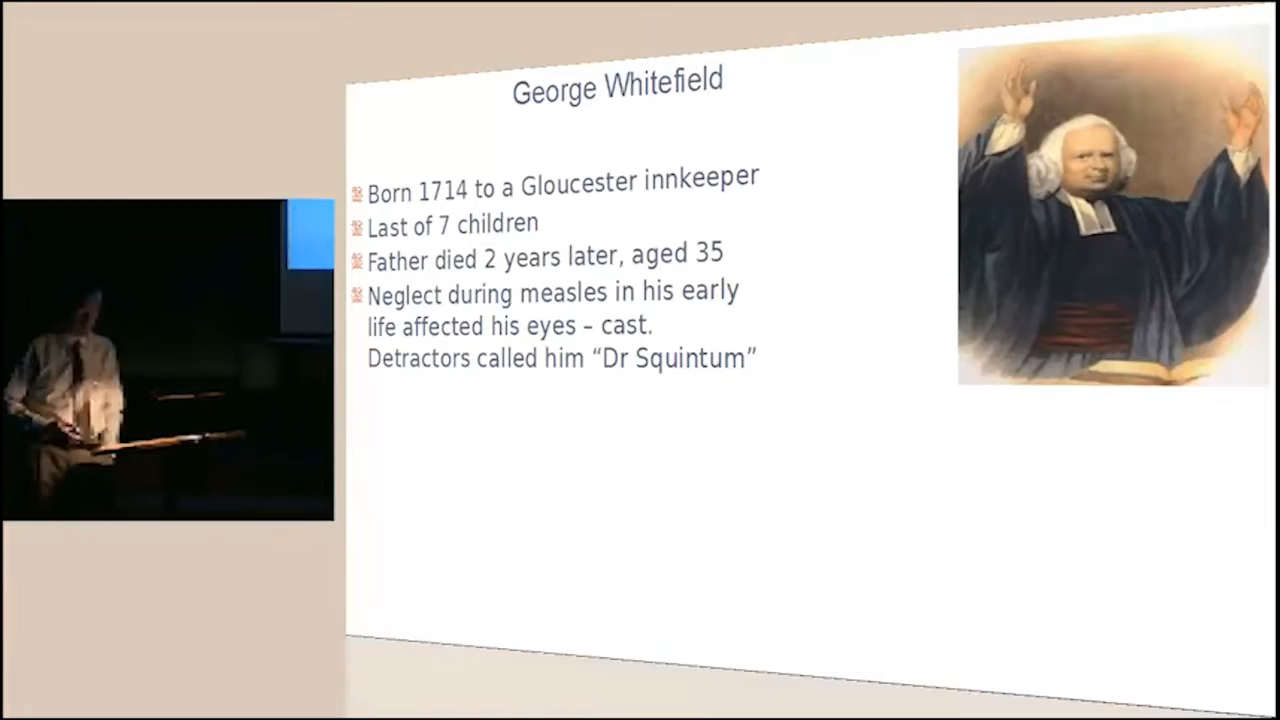 George Whitefield
Born 1714 to a Gloucester innkeeper
Last of 7 children
Father died 2 years later, aged 35
Neglect during measles in his early
life affected his eyes – cast.
Detractors called him “Dr Squintum”